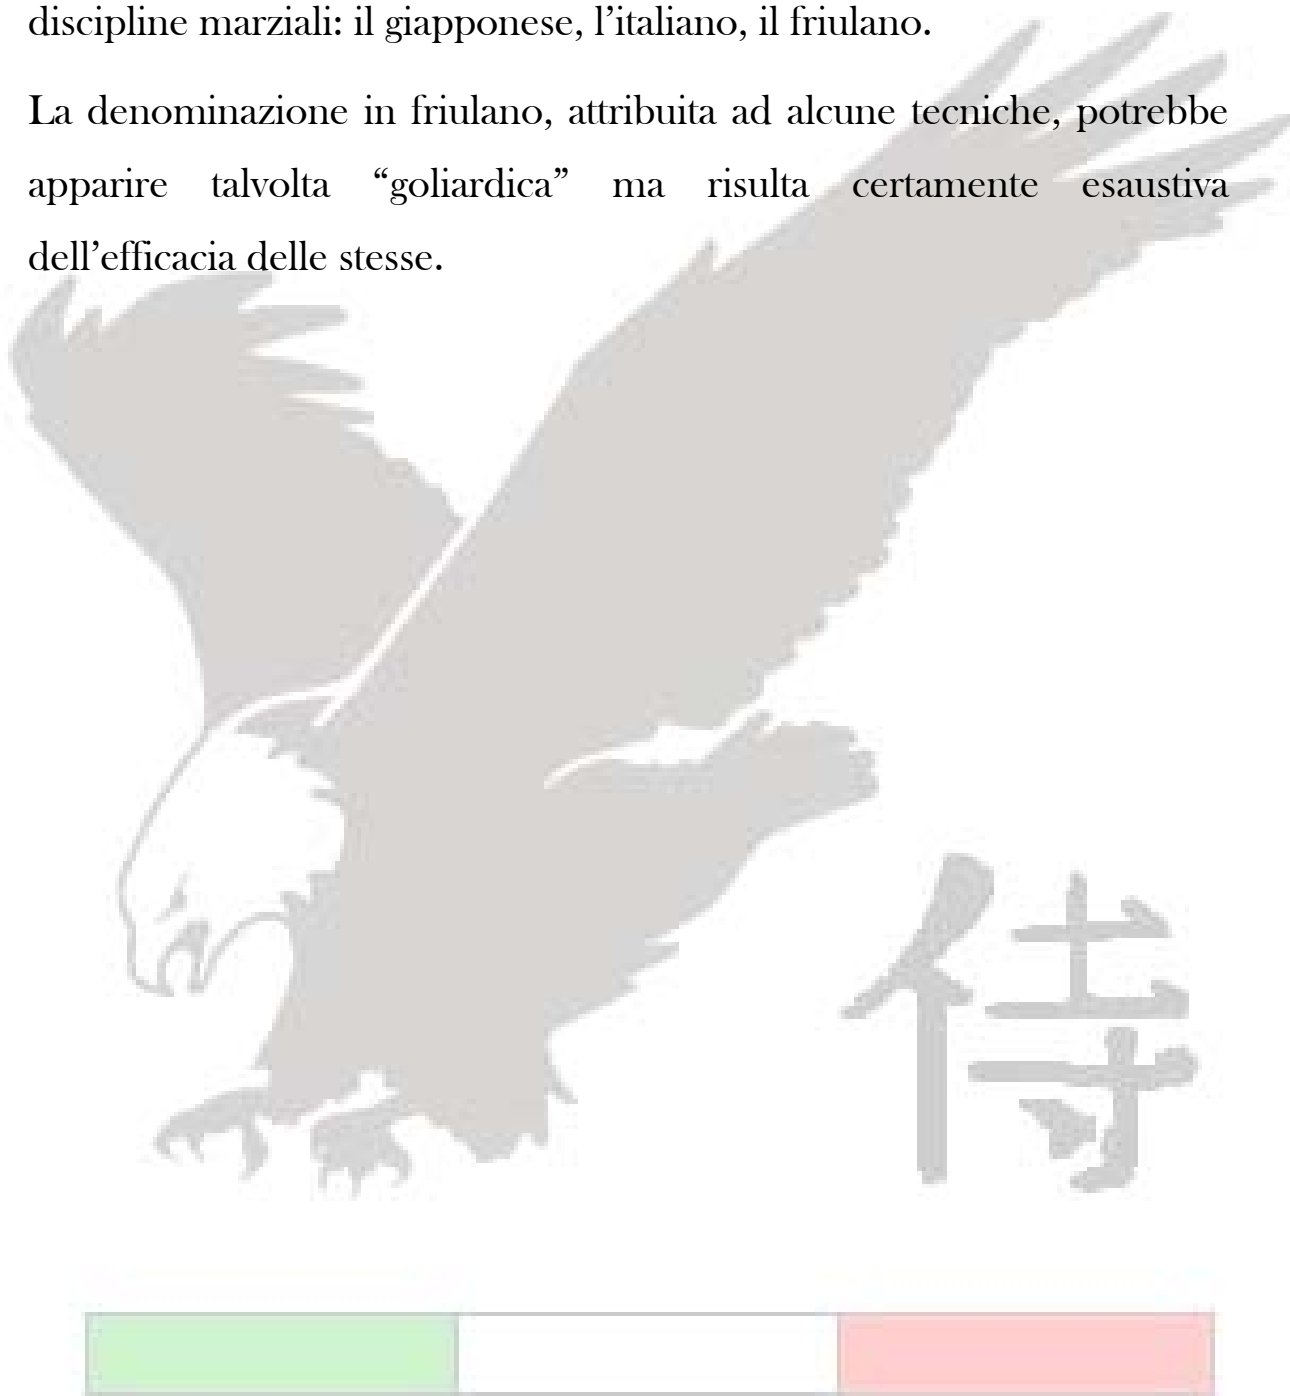 discipline marziali: il giapponese, l’italiano, il friulano.
La denominazione in friulano, attribuita ad alcune tecniche, potrebbe
apparire talvolta “goliardica” ma risulta certamente esaustiva
dell’efficacia delle stesse.
侍